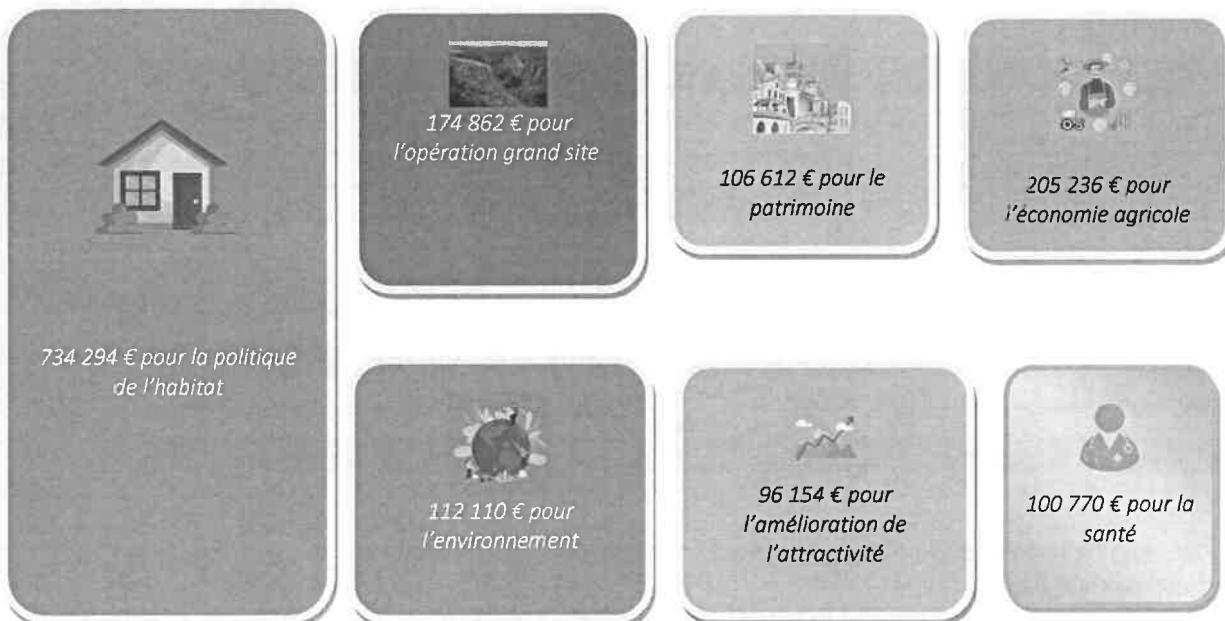 734 294 € pour la politique
de l'habitat
174 862 € pour
l'opération grand site
106 612 € pour le
patrimoine
205 236 € pour
l'économie agricole
112 110 € pour
l'environnement
96 154 € pour
l'amélioration de
l'attractivité
100 770 € pour la
santé